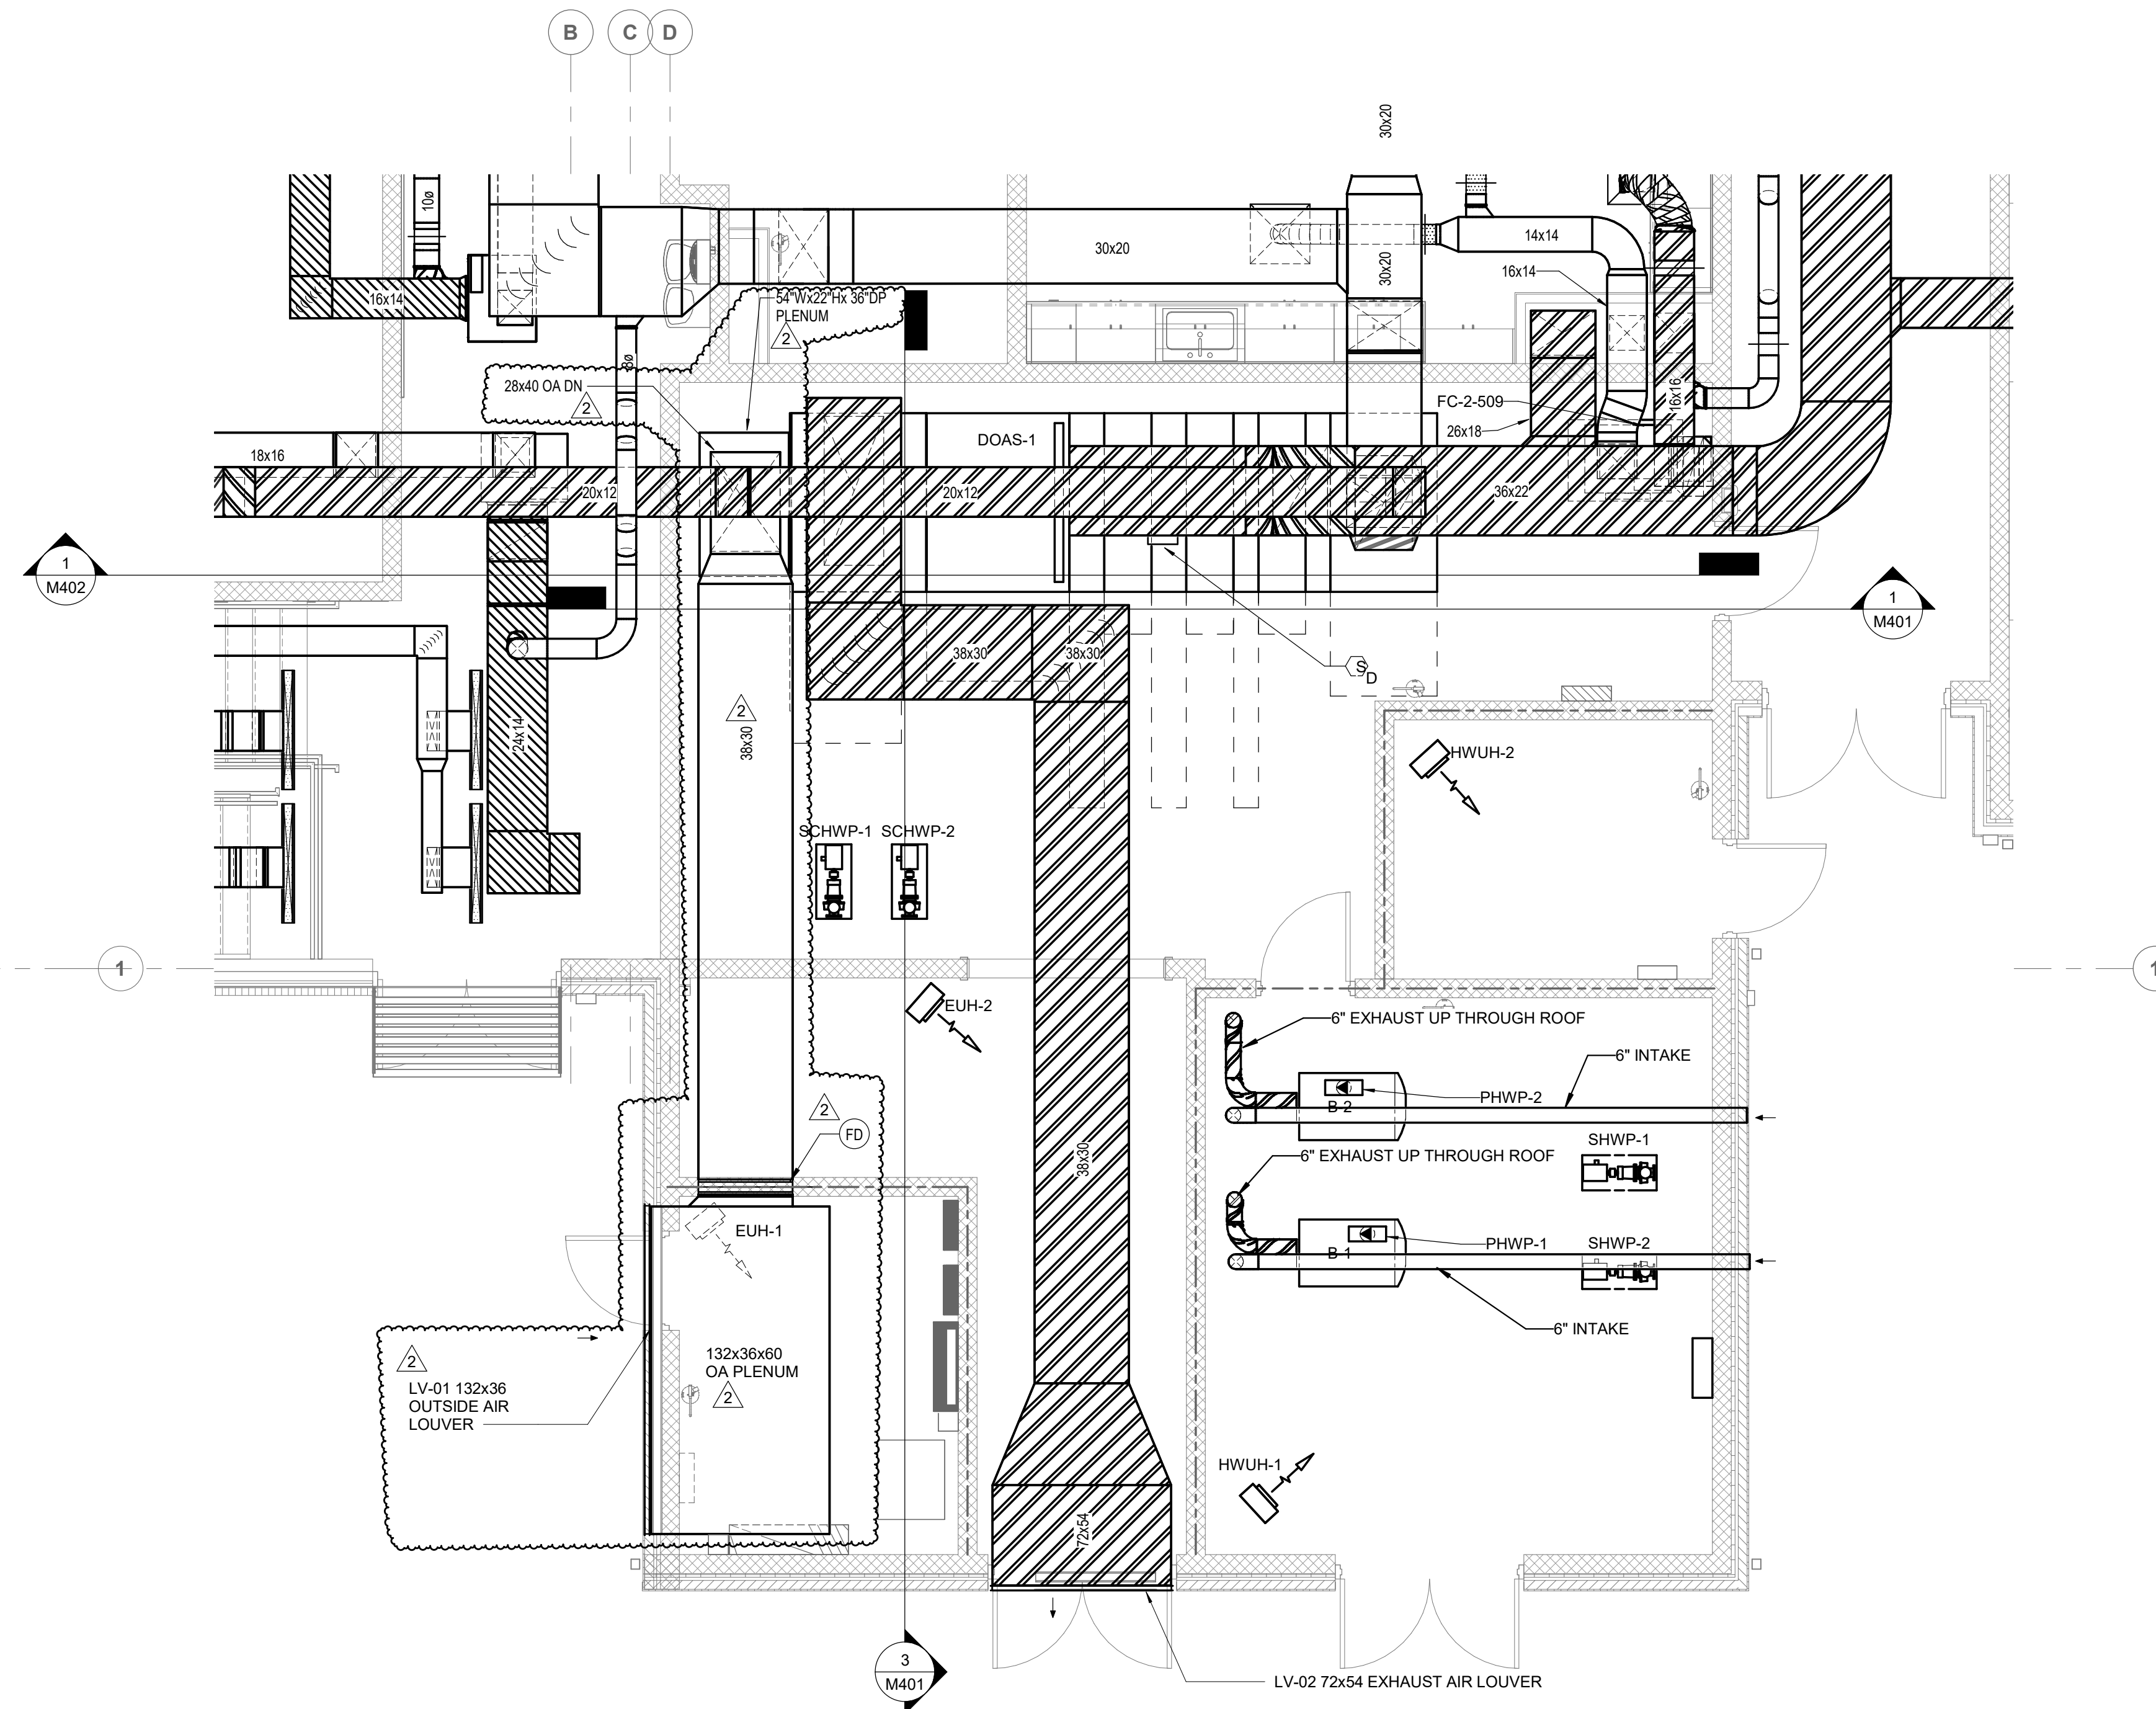 B
C
D
30x20
10ø
30x20
30x20
14x14
16x14
16x14
54"Wx22"Hx 36"DP
PLENUM
2
8ø
28x40 OA DN
2
FC-2-509
16x16
26x18
DOAS-1
18x16
20x12
20x12
36x22
1
M402
1
M401
38x30
38x30
S
D
2
38x30
24x14
HWUH-2
SCHWP-1
SCHWP-2
1
1
EUH-2
6" EXHAUST UP THROUGH ROOF
6" INTAKE
PHWP-2
B-2
2
FD
38x30
SHWP-1
6" EXHAUST UP THROUGH ROOF
EUH-1
PHWP-1
SHWP-2
B-1
6" INTAKE
132x36x60
OA PLENUM
2
2
LV-01 132x36
OUTSIDE AIR
LOUVER
HWUH-1
72x54
3
M401
LV-02 72x54 EXHAUST AIR LOUVER